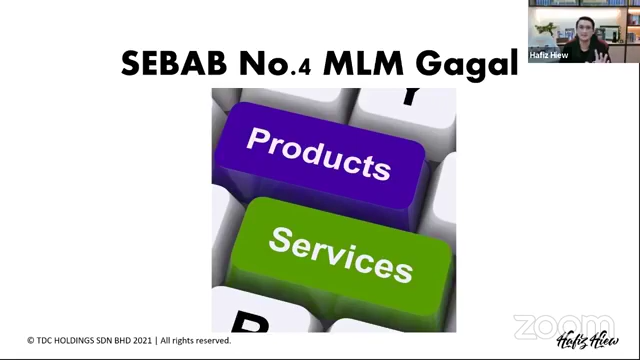 SEBAB No.4 MLM Gagal
Hafiz Hiew
Y
Products
Services
R
zoom
© TDC HOLDINGS SDN BHD 2021 | All rights reserved.
Hafiz Hiew